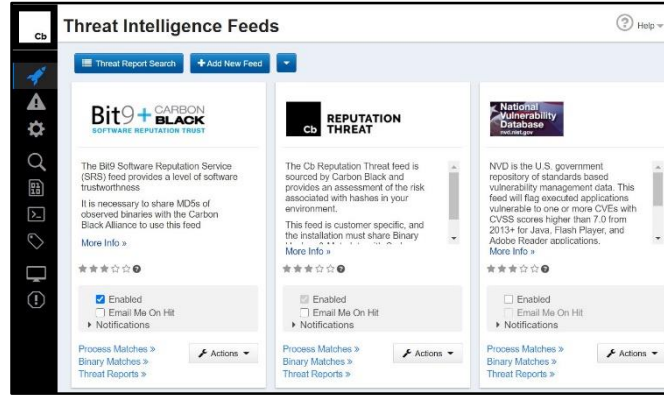 Cb
Threat Intelligence Feeds
Help
Threat Report Search
+ Add New Feed
Bit9 + CARBON BLACK
SOFTWARE REPUTATION TRUST
The Bit9 Software Reputation Service
(SRS) feed provides a level of software
trustworthiness
It is necessary to share MD5s of
observed binaries with the Carbon
Black Alliance to use this feed
More Info »
Enabled
Email Me On Hit
Notifications
Process Matches »
Binary Matches »
Threat Reports »
Actions
Cb
REPUTATION
THREAT
The Cb Reputation Threat feed is
sourced by Carbon Black and
provides an assessment of the risk
associated with hashes in your
environment.
This feed is customer specific, and
the installation must share Binary
More Info »
Enabled
Email Me On Hit
Notifications
Process Matches »
Binary Matches »
Threat Reports »
Actions
National
Vulnerability
Database
nvd.nist.gov
NVD is the U.S. government
repository of standards based
vulnerability management data. This
feed will flag executed applications
vulnerable to one or more CVEs with
CVSS scores higher than 7.0 from
2013+ for Java, Flash Player, and
Adobe Reader applications.
More Info »
Enabled
Email Me On Hit
Notifications
Process Matches »
Binary Matches »
Threat Reports »
Actions